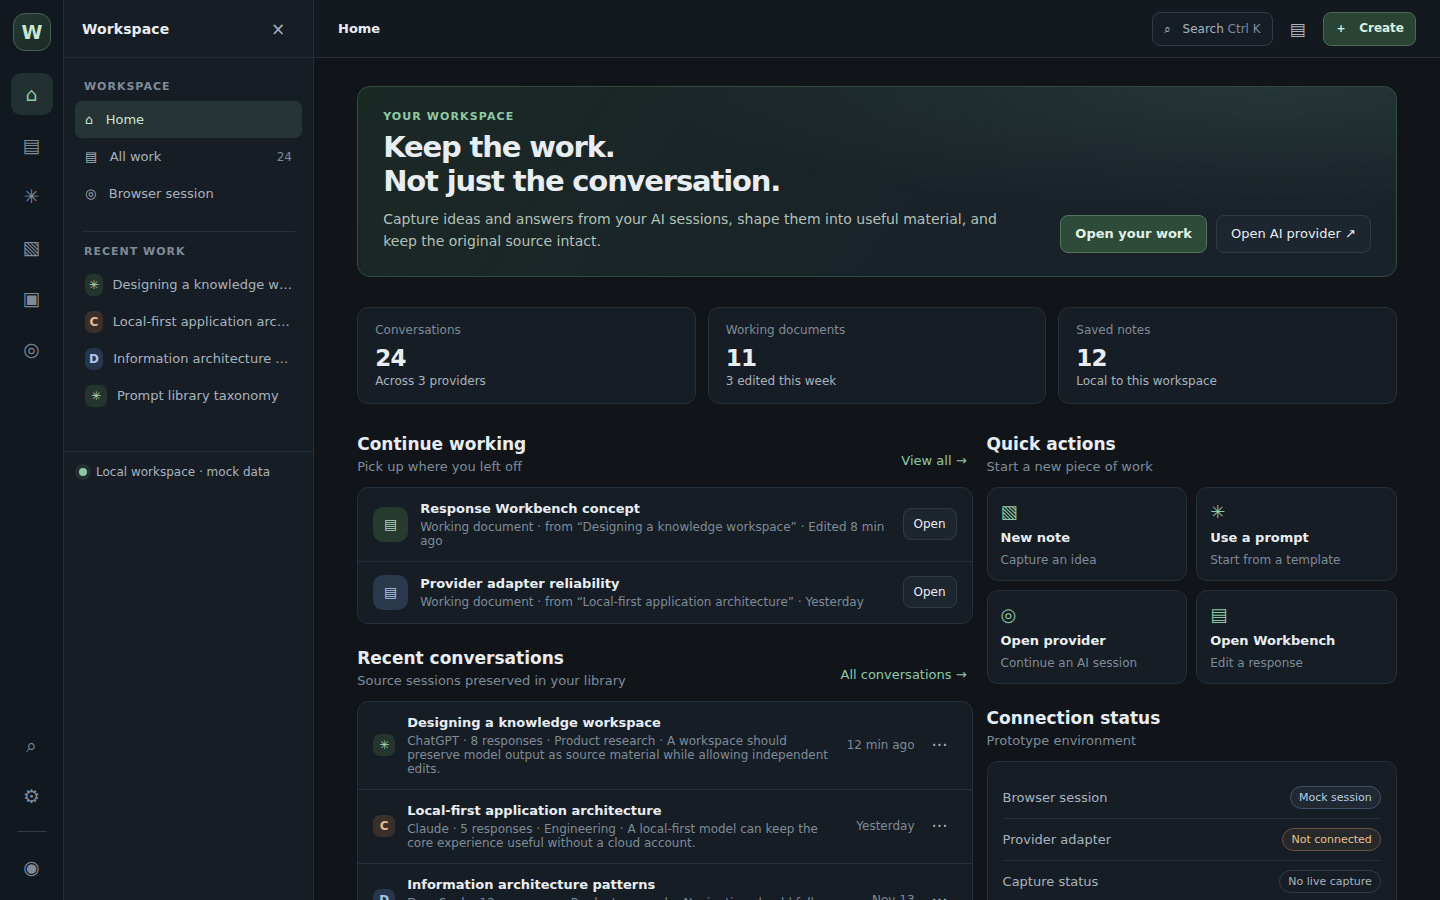 W
Workspace ×
WORKSPACE
Home
All work 24
Browser session
RECENT WORK
Designing a knowledge w…
C Local-first application arc…
D Information architecture …
Prompt library taxonomy
Local workspace · mock data
Home
Search Ctrl K
+ Create
YOUR WORKSPACE
Keep the work.
Not just the conversation.
Capture ideas and answers from your AI sessions, shape them into useful material, and
keep the original source intact.
Open your work
Open AI provider ↗
Conversations
24
Across 3 providers
Working documents
11
3 edited this week
Saved notes
12
Local to this workspace
Continue working
Pick up where you left off
View all →
Response Workbench concept
Working document · from “Designing a knowledge workspace” · Edited 8 min
ago
Open
Provider adapter reliability
Working document · from “Local-first application architecture” · Yesterday
Open
Recent conversations
Source sessions preserved in your library
All conversations →
Designing a knowledge workspace
ChatGPT · 8 responses · Product research · A workspace should
preserve model output as source material while allowing independent
edits.
12 min ago ···
C
Local-first application architecture
Claude · 5 responses · Engineering · A local-first model can keep the
core experience useful without a cloud account.
Yesterday ···
D
Information architecture patterns
Nov 13 ···
Quick actions
Start a new piece of work
New note
Capture an idea
Use a prompt
Start from a template
Open provider
Continue an AI session
Open Workbench
Edit a response
Connection status
Prototype environment
Browser session Mock session
Provider adapter Not connected
Capture status No live capture